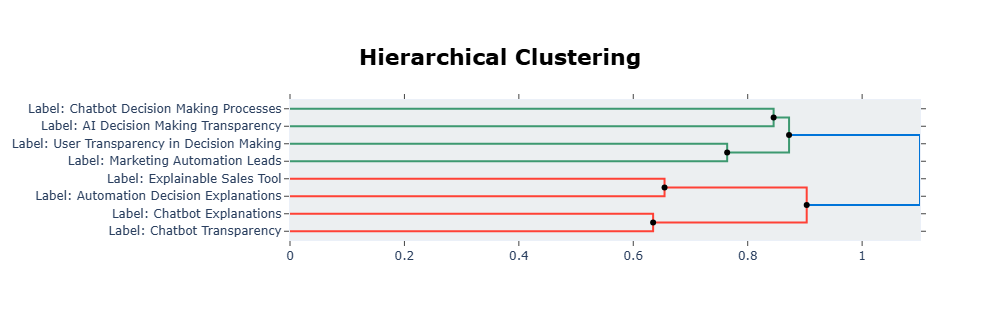 Hierarchical Clustering
Label: Chatbot Decision Making Processes
Label: AI Decision Making Transparency
Label: User Transparency in Decision Making
Label: Marketing Automation Leads
Label: Explainable Sales Tool
Label: Automation Decision Explanations
Label: Chatbot Explanations
Label: Chatbot Transparency
0 0.2 0.4 0.6 0.8 1